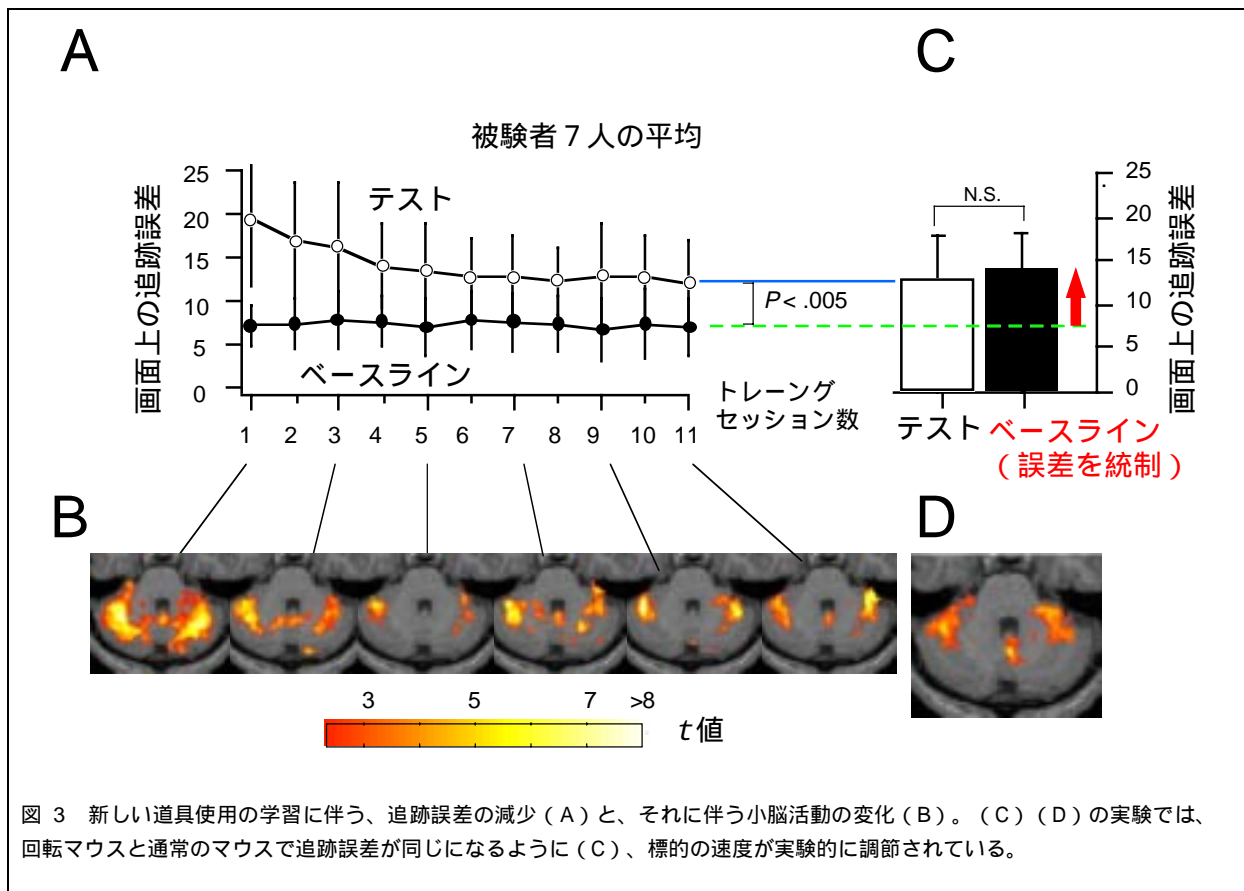 A
C
被験者７人の平均
画面上の追跡誤差
25
20
15
10
5
0
テスト
ベースライン
1 2 3 4 5 6 7 8 9 10 11
トレーング
セッション数
P< .005
N.S.
25
20
15
10
5
0
画面上の追跡誤差
テスト
ベースライン
（誤差を統制）
B
D
3 5 7 >8
t値
図 3 新しい道具使用の学習に伴う、追跡誤差の減少（A）と、それに伴う小脳活動の変化（B）。（C）（D）の実験では、
回転マウスと通常のマウスで追跡誤差が同じになるように（C）、標的の速度が実験的に調節されている。